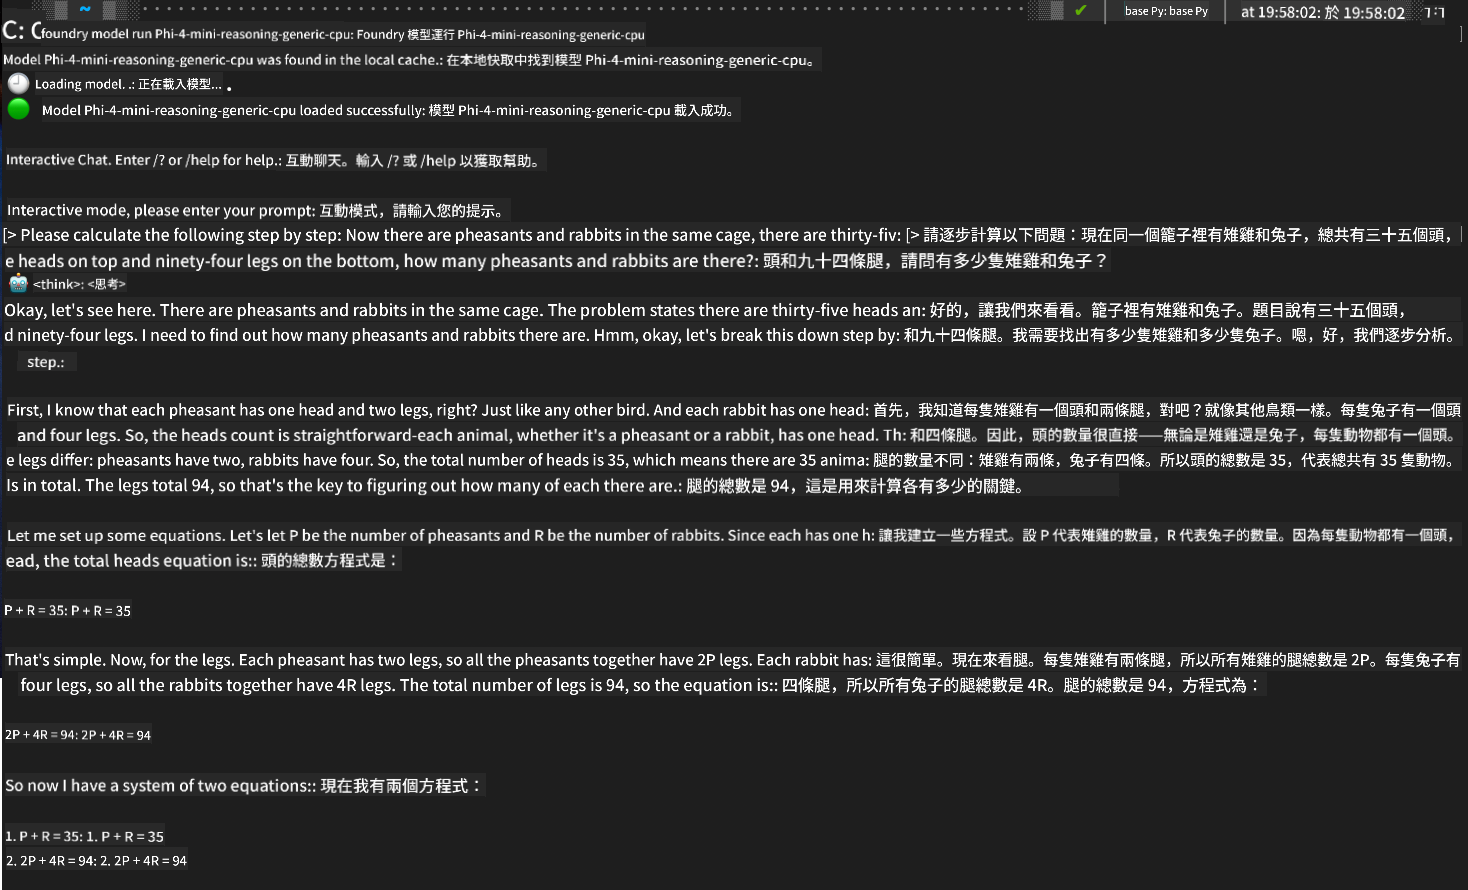 ~ ✔ base Py: base Py at 19:58:02: 於 19:58:02
C: Cfoundry model run Phi-4-mini-reasoning-generic-cpu: Foundry 模型運行 Phi-4-mini-reasoning-generic-cpu
Model Phi-4-mini-reasoning-generic-cpu was found in the local cache.: 在本地快取中找到模型 Phi-4-mini-reasoning-generic-cpu。
Loading model. .: 正在載入模型... .
Model Phi-4-mini-reasoning-generic-cpu loaded successfully: 模型 Phi-4-mini-reasoning-generic-cpu 載入成功。
Interactive Chat. Enter /? or /help for help.: 互動聊天。輸入 /? 或 /help 以獲取幫助。
Interactive mode, please enter your prompt: 互動模式，請輸入您的提示。
[> Please calculate the following step by step: Now there are pheasants and rabbits in the same cage, there are thirty-fiv: [> 請逐步計算以下問題：現在同一個籠子裡有雉雞和兔子，總共有三十五個頭，
e heads on top and ninety-four legs on the bottom, how many pheasants and rabbits are there?: 頭和九十四條腿，請問有多少隻雉雞和兔子？
<think>: <思考>
Okay, let's see here. There are pheasants and rabbits in the same cage. The problem states there are thirty-five heads an: 好的，讓我們來看看。籠子裡有雉雞和兔子。題目說有三十五個頭，
d ninety-four legs. I need to find out how many pheasants and rabbits there are. Hmm, okay, let's break this down step by: 和九十四條腿。我需要找出有多少隻雉雞和多少隻兔子。嗯，好，我們逐步分析。
step.:
First, I know that each pheasant has one head and two legs, right? Just like any other bird. And each rabbit has one head: 首先，我知道每隻雉雞有一個頭和兩條腿，對吧？就像其他鳥類一樣。每隻兔子有一個頭
and four legs. So, the heads count is straightforward-each animal, whether it's a pheasant or a rabbit, has one head. Th: 和四條腿。因此，頭的數量很直接——無論是雉雞還是兔子，每隻動物都有一個頭。
e legs differ: pheasants have two, rabbits have four. So, the total number of heads is 35, which means there are 35 anima: 腿的數量不同：雉雞有兩條，兔子有四條。所以頭的總數是 35，代表總共有 35 隻動物。
Is in total. The legs total 94, so that's the key to figuring out how many of each there are.: 腿的總數是 94，這是用來計算各有多少的關鍵。
Let me set up some equations. Let's let P be the number of pheasants and R be the number of rabbits. Since each has one h: 讓我建立一些方程式。設 P 代表雉雞的數量，R 代表兔子的數量。因為每隻動物都有一個頭，
ead, the total heads equation is:: 頭的總數方程式是：
P + R = 35: P + R = 35
That's simple. Now, for the legs. Each pheasant has two legs, so all the pheasants together have 2P legs. Each rabbit has: 這很簡單。現在來看腿。每隻雉雞有兩條腿，所以所有雉雞的腿總數是 2P。每隻兔子有
four legs, so all the rabbits together have 4R legs. The total number of legs is 94, so the equation is:: 四條腿，所以所有兔子的腿總數是 4R。腿的總數是 94，方程式為：
2P + 4R = 94: 2P + 4R = 94
So now I have a system of two equations:: 現在我有兩個方程式：
1. P + R = 35: 1. P + R = 35
2. 2P + 4R = 94: 2. 2P + 4R = 94